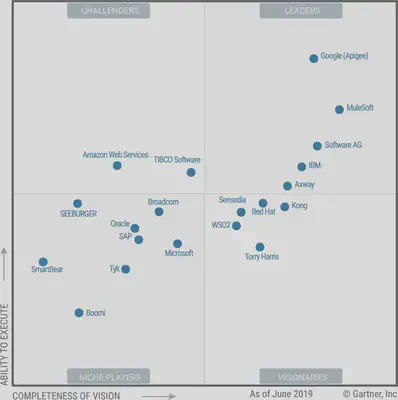 CHALLENGERS
LEADERS
Google (Apigee)
MuleSoft
Software AG
Amazon Web Services
TIBCO Software
IBM
Axway
SEEBURGER
Broadcom
Sensedia
Red Hat
Kong
Oracle
WSO2
SAP
Microsoft
Torry Harris
SmartBear
Tyk
Boomi
ABILITY TO EXECUTE
NICHE PLAYERS
VISIONARIES
COMPLETENESS OF VISION
As of June 2019
© Gartner, Inc